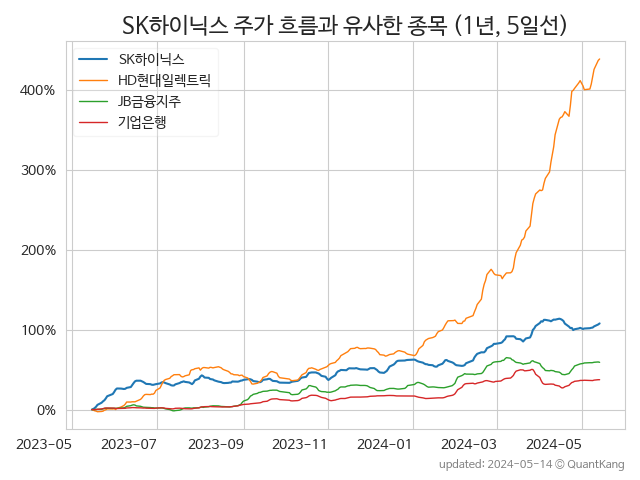 SK하이닉스 주가 흐름과 유사한 종목 (1년, 5일선)
SK하이닉스
HD현대일렉트릭
JB금융지주
기업은행
400%
300%
200%
100%
0%
2023-05 2023-07 2023-09 2023-11 2024-01 2024-03 2024-05
updated: 2024-05-14 © QuantKang